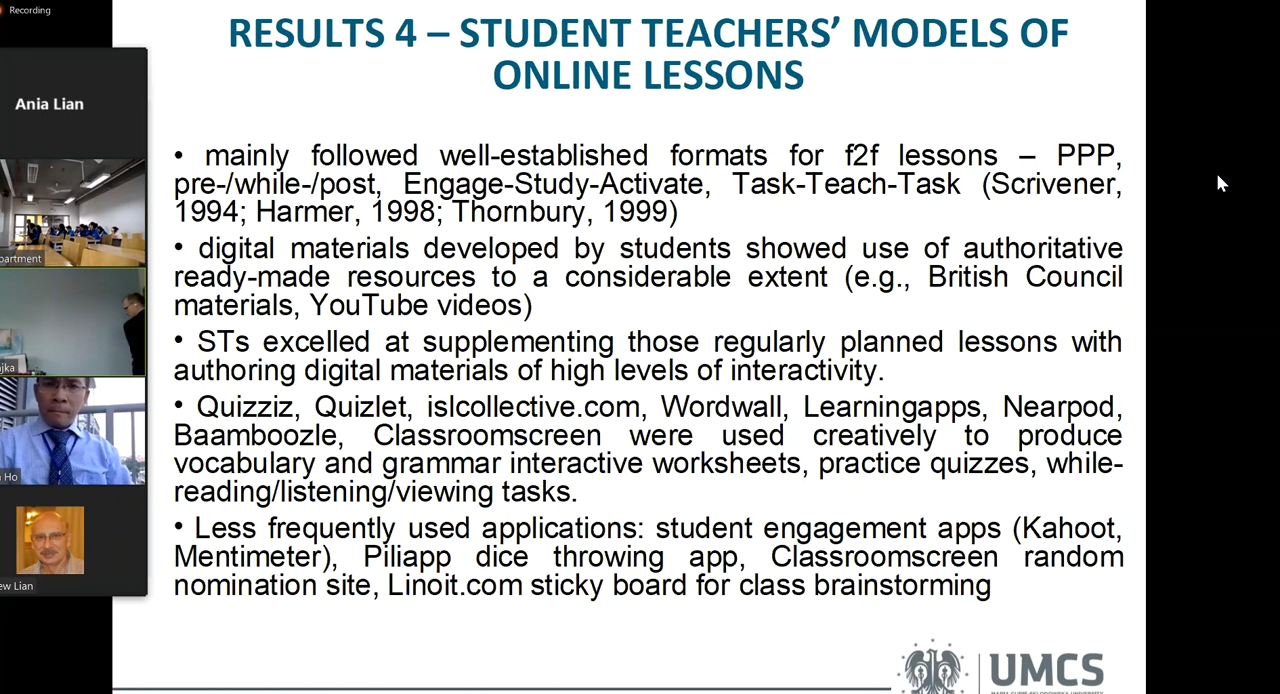 Recording
RESULTS 4 – STUDENT TEACHERS’ MODELS OF
ONLINE LESSONS
Ania Lian
partment
ajka
Ho
ew Lian
• mainly followed well-established formats for f2f lessons – PPP,
pre-/while-/post, Engage-Study-Activate, Task-Teach-Task (Scrivener,
1994; Harmer, 1998; Thornbury, 1999)
• digital materials developed by students showed use of authoritative
ready-made resources to a considerable extent (e.g., British Council
materials, YouTube videos)
• STs excelled at supplementing those regularly planned lessons with
authoring digital materials of high levels of interactivity.
• Quizziz, Quizlet, islcollective.com, Wordwall, Learningapps, Nearpod,
Baamboozle, Classroomscreen were used creatively to produce
vocabulary and grammar interactive worksheets, practice quizzes, while-
reading/listening/viewing tasks.
• Less frequently used applications: student engagement apps (Kahoot,
Mentimeter), Piliapp dice throwing app, Classroomscreen random
nomination site, Linoit.com sticky board for class brainstorming
UMCS